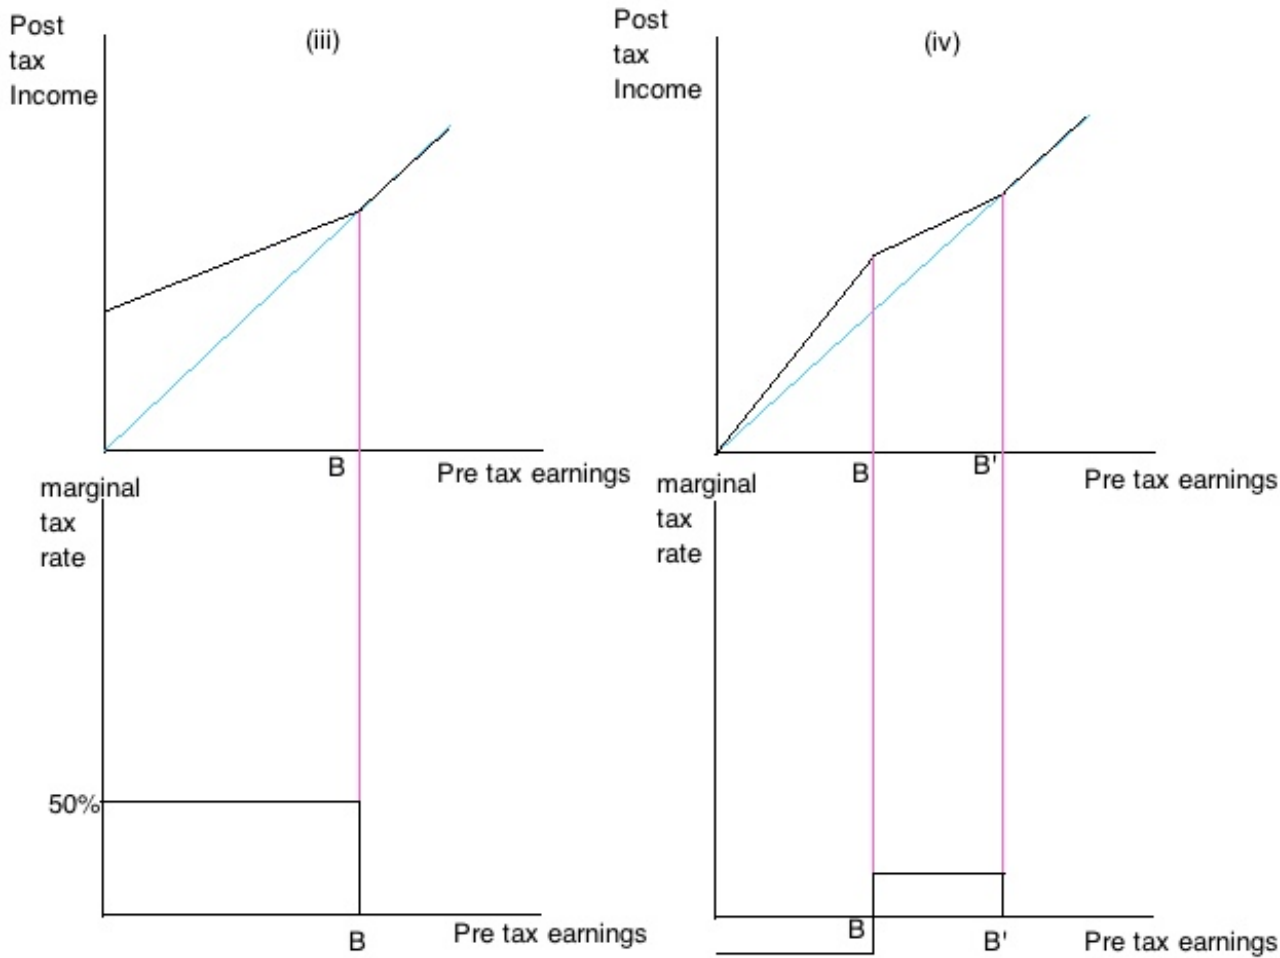 Post
tax
Income
(iii)
B
Pre tax earnings
marginal
tax
rate
50%
B
Pre tax earnings
Post
tax
Income
(iv)
B
B'
Pre tax earnings
marginal
tax
rate
B
B'
Pre tax earnings